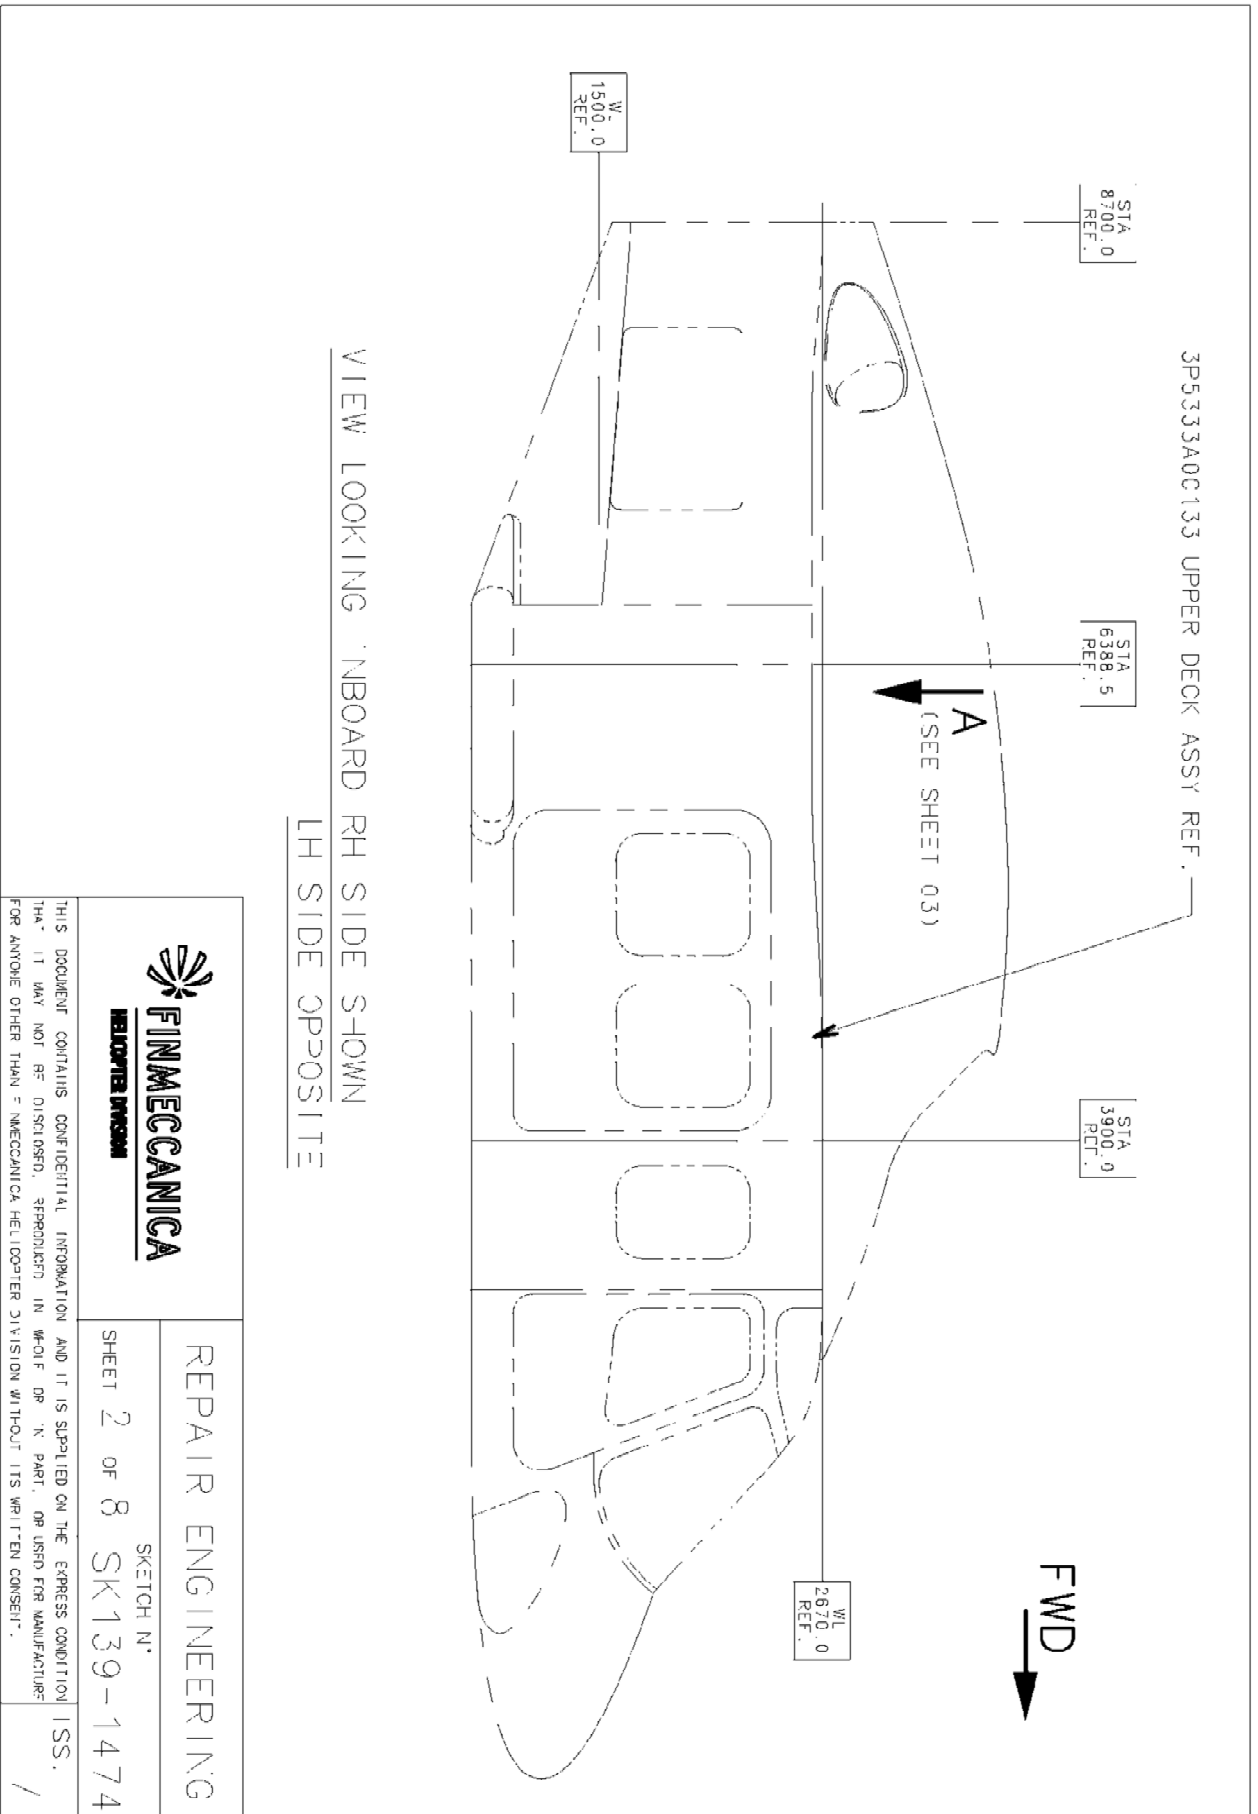 3P5333A0C133 UPPER DECK ASSY REF.
STA
8700.0
REF.
STA
6388.5
REF.
STA
3900.0
REF.
FWD
A
(SEE SHEET 03)
WL
1500.0
REF.
WL
2670.0
REF.
VIEW LOOKING INBOARD RH SIDE SHOWN
LH SIDE OPPOSITE
FINMECCANICA
HELICOPTER DIVISION
REPAIR ENGINEERING
SKETCH N°
SHEET 2 OF 8 SK139-1474
THIS DOCUMENT CONTAINS CONFIDENTIAL INFORMATION AND IT IS SUPPLIED ON THE EXPRESS CONDITION
THAT IT MAY NOT BE DISCLOSED, REPRODUCED IN WHOLE OR IN PART, OR USED FOR MANUFACTURE
FOR ANYONE OTHER THAN FINMECCANICA HELICOPTER DIVISION WITHOUT ITS WRITTEN CONSENT.
ISS.
/